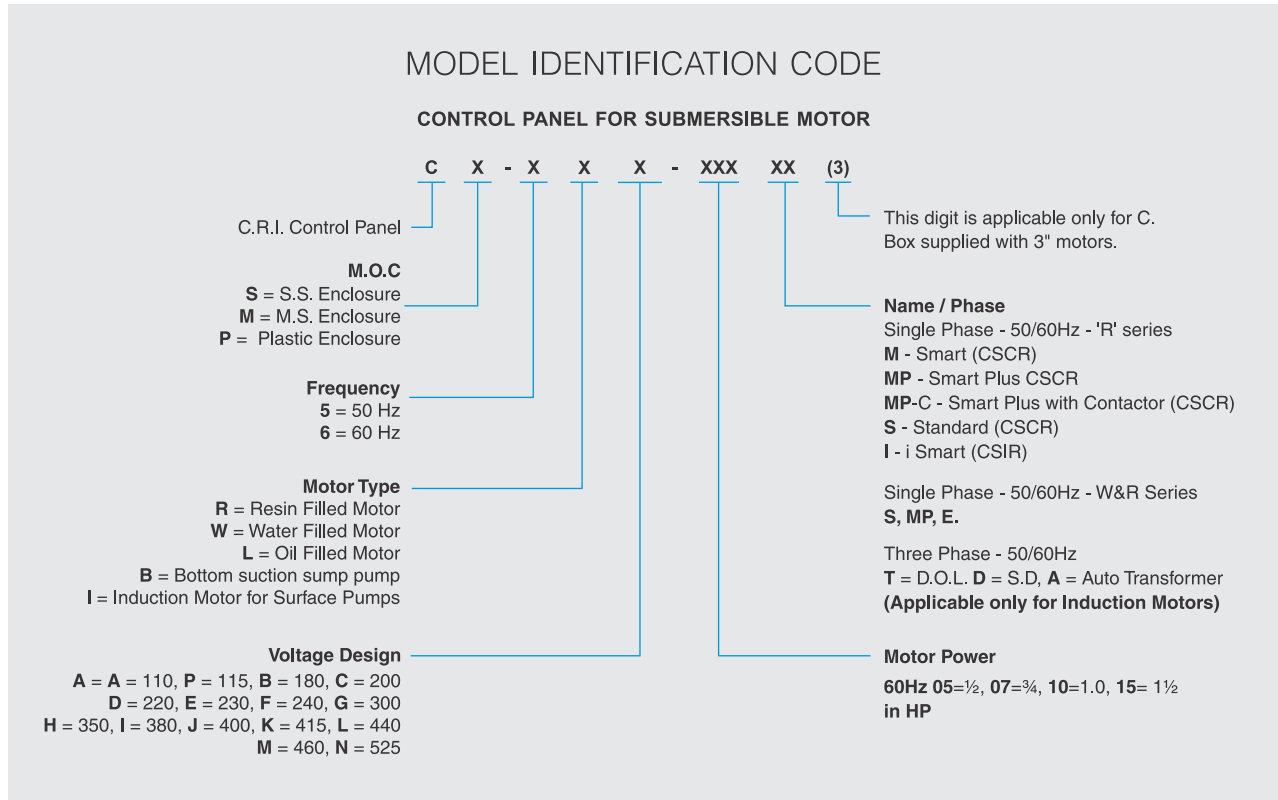 MODEL IDENTIFICATION CODE
CONTROL PANEL FOR SUBMERSIBLE MOTOR
C X - X X X - XXX XX (3)
C.R.I. Control Panel
M.O.C
S = S.S. Enclosure
M = M.S. Enclosure
P = Plastic Enclosure
Frequency
5 = 50 Hz
6 = 60 Hz
Motor Type
R = Resin Filled Motor
W = Water Filled Motor
L = Oil Filled Motor
B = Bottom suction sump pump
I = Induction Motor for Surface Pumps
Voltage Design
A = A = 110, P = 115, B = 180, C = 200
D = 220, E = 230, F = 240, G = 300
H = 350, I = 380, J = 400, K = 415, L = 440
M = 460, N = 525
This digit is applicable only for C.
Box supplied with 3" motors.
Name / Phase
Single Phase - 50/60Hz - 'R' series
M - Smart (CSCR)
MP - Smart Plus CSCR
MP-C - Smart Plus with Contactor (CSCR)
S - Standard (CSCR)
I - i Smart (CSIR)
Single Phase - 50/60Hz - W&R Series
S, MP, E.
Three Phase - 50/60Hz
T = D.O.L. D = S.D, A = Auto Transformer
(Applicable only for Induction Motors)
Motor Power
60Hz 05=½, 07=¾, 10=1.0, 15= 1½
in HP